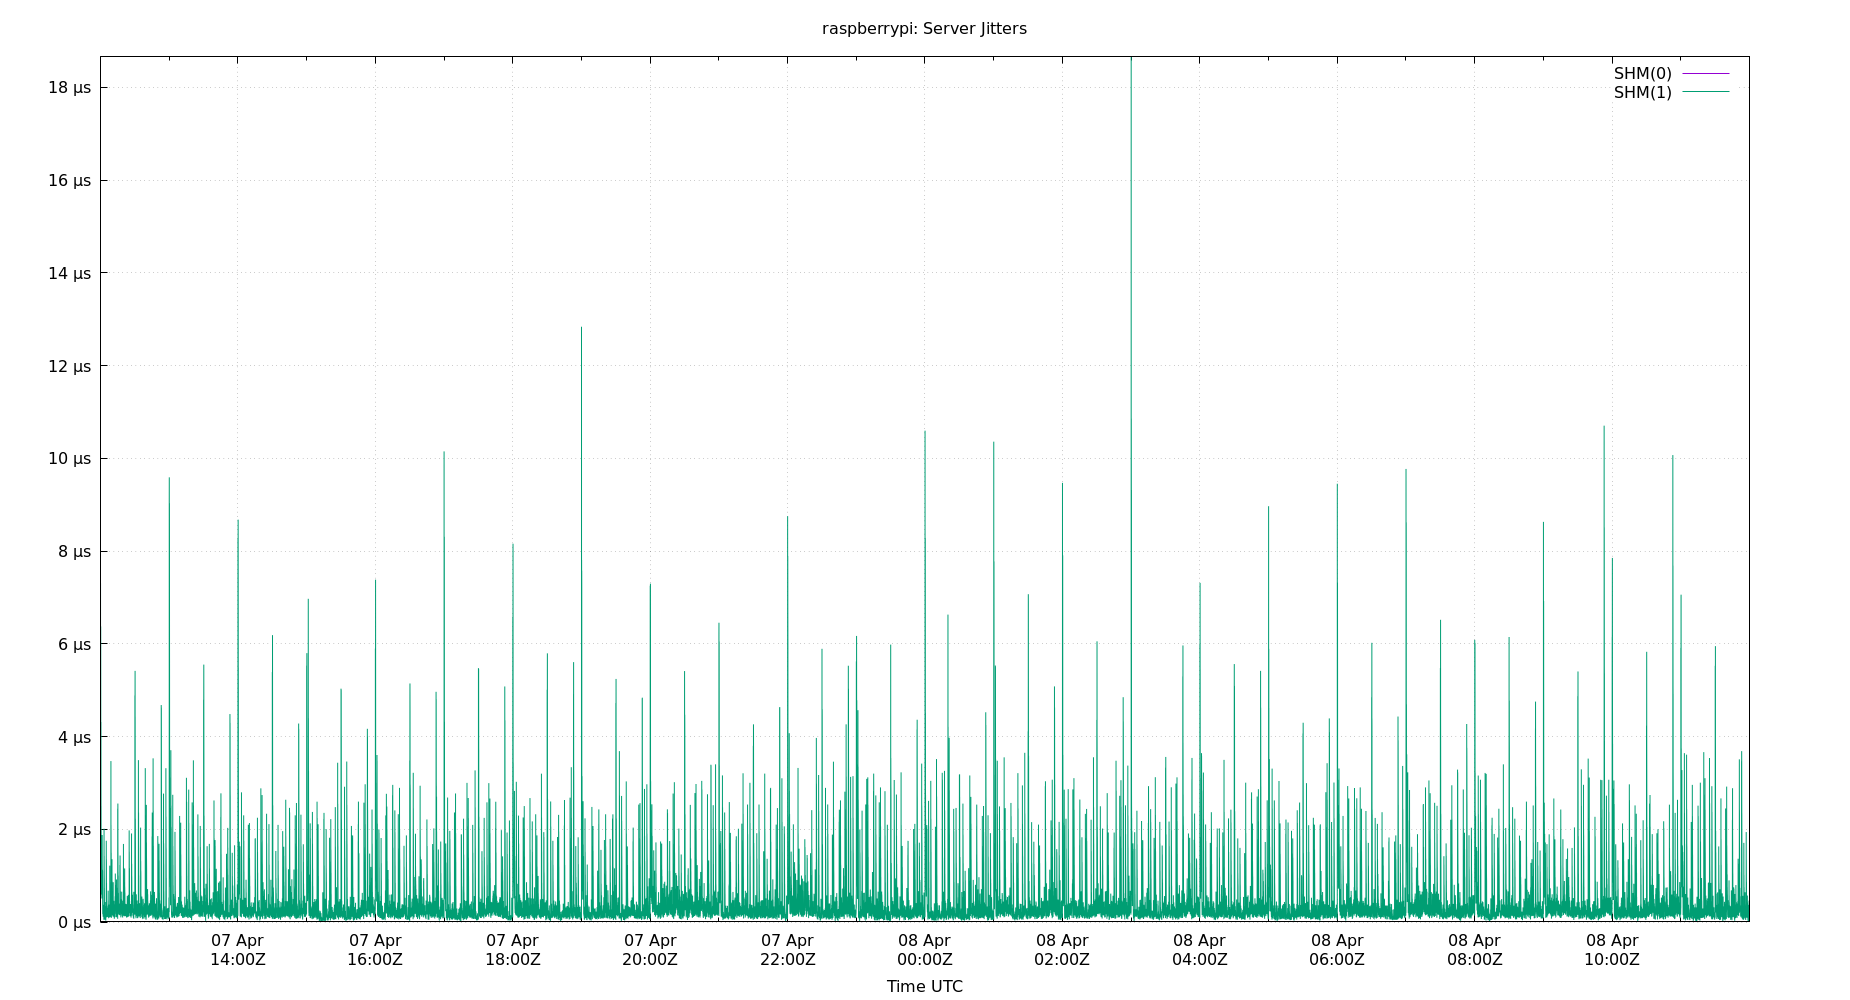 raspberrypi: Server Jitters
SHM(0)
SHM(1)
18 µs
16 µs
14 µs
12 µs
10 µs
8 µs
6 µs
4 µs
2 µs
0 µs
07 Apr 07 Apr 07 Apr 07 Apr 07 Apr 08 Apr 08 Apr 08 Apr 08 Apr 08 Apr 08 Apr
14:00Z 16:00Z 18:00Z 20:00Z 22:00Z 00:00Z 02:00Z 04:00Z 06:00Z 08:00Z 10:00Z
Time UTC